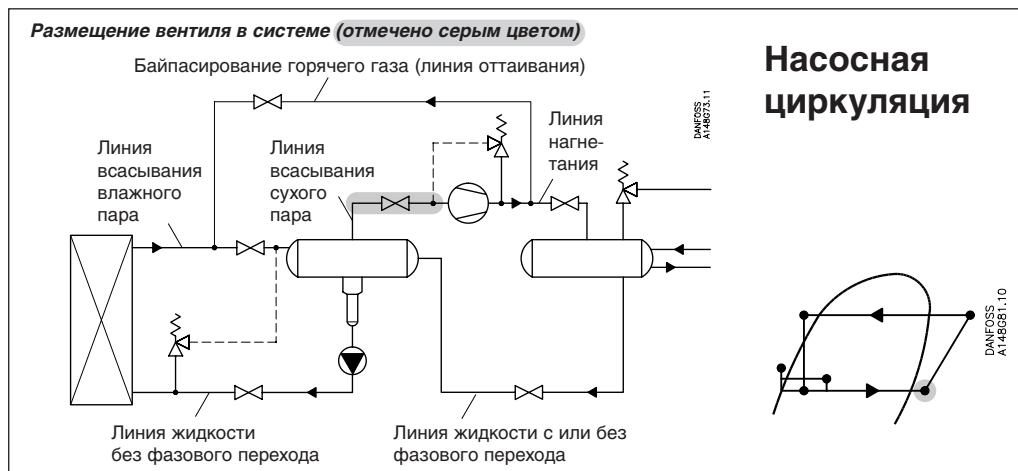 Размещение вентиля в системе (отмечено серым цветом)
Байпасирование горячего газа (линия оттаивания)
Насосная
циркуляция
DANFOSS
A148G73.11
Линия
всасывания
влажного
пара
Линия
всасывания
сухого
пара
Линия
нагне-
тания
DANFOSS
A148G81.10
Линия жидкости
без фазового перехода
Линия жидкости с или без
фазового перехода